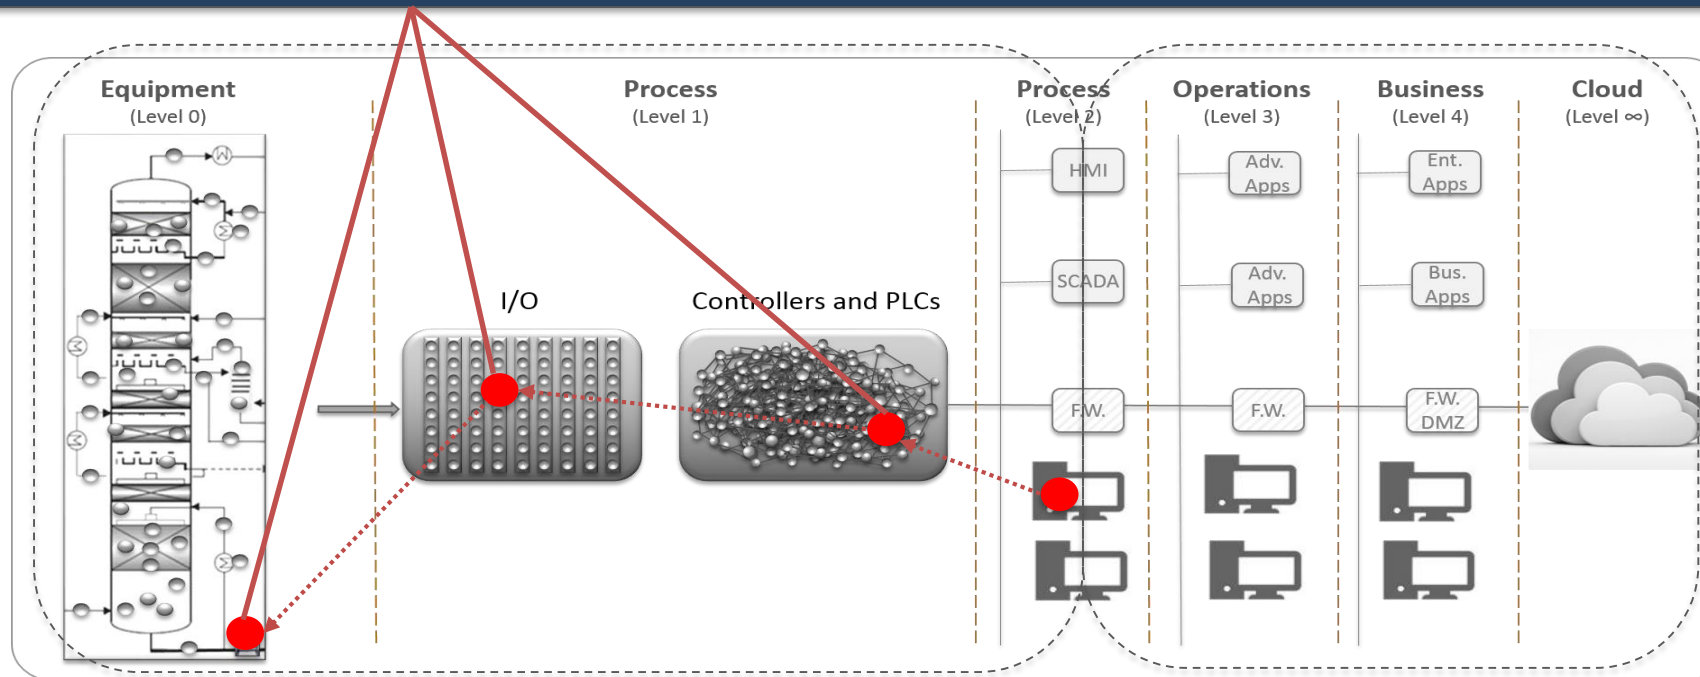 Equipment
(Level 0)
Process
(Level 1)
Process
(Level 2)
Operations
(Level 3)
Business
(Level 4)
Cloud
(Level ∞)
I/O
Controllers and PLCs
HMI
SCADA
F.W.
Adv.
Apps
Adv.
Apps
F.W.
Ent.
Apps
Bus.
Apps
F.W.
DMZ